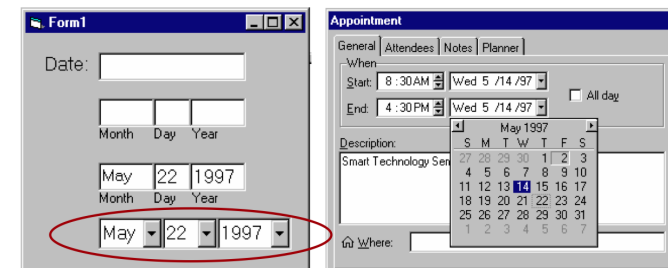 Form1
Date:
Month Day Year
May 22 1997
Month Day Year
May 22 1997
Appointment
General Attendees Notes Planner
When
Start: 8 :30AM Wed 5 /14 /97
All day
End: 4 :30PM Wed 5 /14 /97
May 1997
Description:
S M T W T F S
Smart Technology Sen
27 28 29 30 1 2 3
4 5 6 7 8 9 10
11 12 13 14 15 16 17
18 19 20 21 22 23 24
25 26 27 28 29 30 31
1 2 3 4 5 6 7
Where: